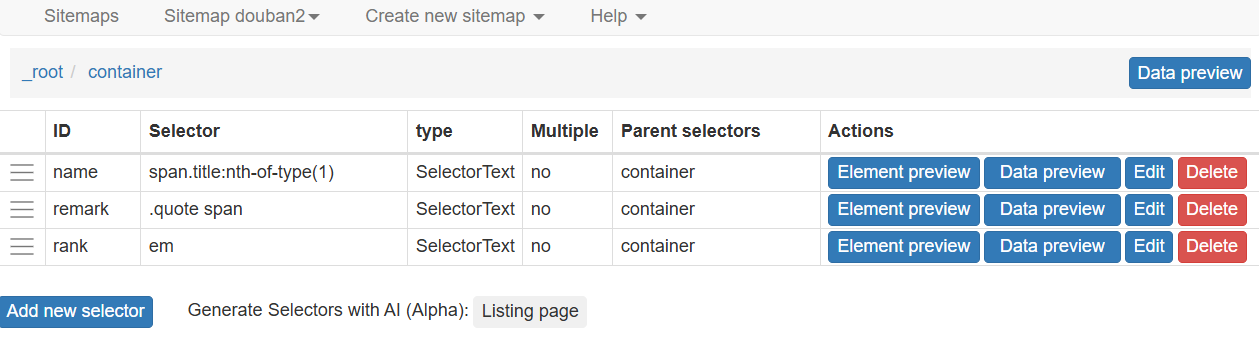 Sitemaps Sitemap douban2 Create new sitemap Help
_root / container Data preview
ID Selector type Multiple Parent selectors Actions
name span.title:nth-of-type(1) SelectorText no container Element preview Data preview Edit Delete
remark .quote span SelectorText no container Element preview Data preview Edit Delete
rank em SelectorText no container Element preview Data preview Edit Delete
Add new selector Generate Selectors with AI (Alpha): Listing page